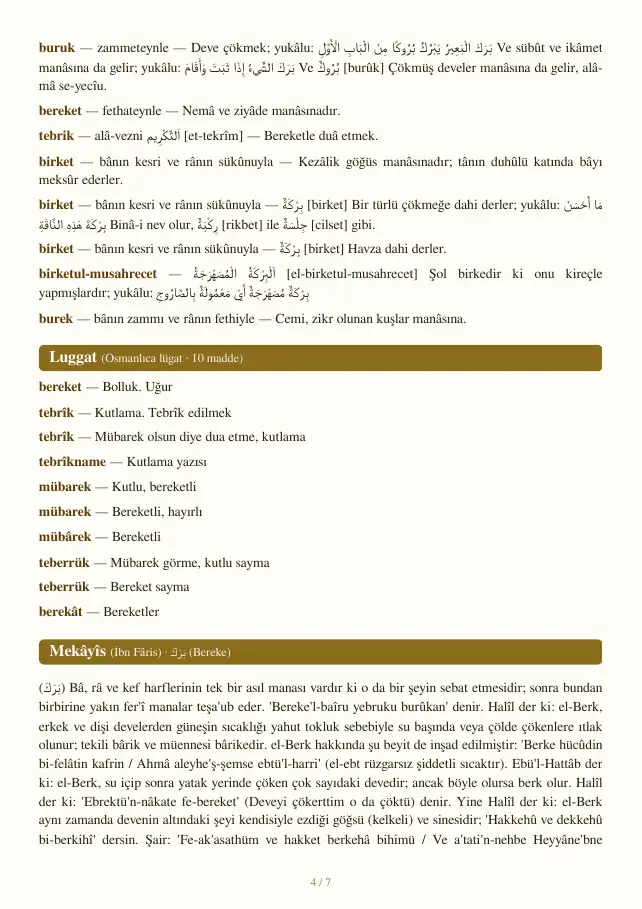 buruk — zammeteynle — Deve çökmek; yukâlu: بَرَكَ الْبَعِيرُ يَبْرُكُ بُرُوكًا مِنَ الْبَابِ الْأَوَّلِ Ve sübût ve ikâmet
manâsına da gelir; yukâlu: بَرَكَ الشَّيءُ إِذَا ثَبَتَ وَأَقَامَ Ve بُرُوكٌ [burûk] Çökmüş develer manâsına da gelir, alâ-
mâ se-yecîu.
bereket — fethateynle — Nemâ ve ziyâde manâsınadır.
tebrik — alâ-vezni اَلتَّكْرِيم [et-tekrîm] — Bereketle duâ etmek.
birket — bânın kesri ve rânın sükûnuyla — Kezâlik göğüs manâsınadır; tânın duhûlü katında bâyı
meksûr ederler.
birket — bânın kesri ve rânın sükûnuyla — بِرْكَةٌ [birket] Bir türlü çökmeğe dahi derler; yukâlu: مَا أَحْسَنَ
بِرْكَةَ هَذِهِ النَّاقَةِ Binâ-i nev olur, رِكْبَةٌ [rikbet] ile جِلْسَةٌ [cilset] gibi.
birket — bânın kesri ve rânın sükûnuyla — بِرْكَةٌ [birket] Havza dahi derler.
birketul-musahrecet — اَلْبِرْكَةُ الْمُصَهْرَجَةُ [el-birketul-musahrecet] Şol birkedir ki onu kireçle
yapmışlardır; yukâlu: بِرْكَةٌ مُصَهْرَجَةٌ أَيْ مَعْمُولَةٌ بِالصَّارُوجِ
burek — bânın zammı ve rânın fethiyle — Cemi, zikr olunan kuşlar manâsına.
Luggat (Osmanlıca lügat · 10 madde)
bereket — Bolluk. Uğur
tebrîk — Kutlama. Tebrîk edilmek
tebrîk — Mübarek olsun diye dua etme, kutlama
tebrîkname — Kutlama yazısı
mübarek — Kutlu, bereketli
mübarek — Bereketli, hayırlı
mübârek — Bereketli
teberrük — Mübarek görme, kutlu sayma
teberrük — Bereket sayma
berekât — Bereketler
Mekâyîs (İbn Fâris) · بَرَكَ (Bereke)
(بَرَكَ) Bâ, râ ve kef harflerinin tek bir asıl manası vardır ki o da bir şeyin sebat etmesidir; sonra bundan
birbirine yakın fer'î manalar teşa'ub eder. 'Bereke'l-baîru yebruku burûkan' denir. Halîl der ki: el-Berk,
erkek ve dişi develerden güneşin sıcaklığı yahut tokluk sebebiyle su başında veya çölde çökenlere ıtlak
olunur; tekili bârik ve müennesi bârikedir. el-Berk hakkında şu beyit de inşad edilmiştir: 'Berke hücûdin
bi-felâtin kafrin / Ahmâ aleyhe'ş-şemse ebtü'l-harri' (el-ebt rüzgarsız şiddetli sıcaktır). Ebü'l-Hattâb der
ki: el-Berk, su içip sonra yatak yerinde çöken çok sayıdaki devedir; ancak böyle olursa berk olur. Halîl
der ki: 'Ebrektü'n-nâkate fe-bereket' (Deveyi çökerttim o da çöktü) denir. Yine Halîl der ki: el-Berk
aynı zamanda devenin altındaki şeyi kendisiyle ezdiği göğsü (kelkeli) ve sinesidir; 'Hakkehû ve dekkehû
bi-berkihî' dersin. Şair: 'Fe-ak'asathüm ve hakket berkehâ bihimü / Ve a'tati'n-nehbe Heyyâne'bne
4 / 7